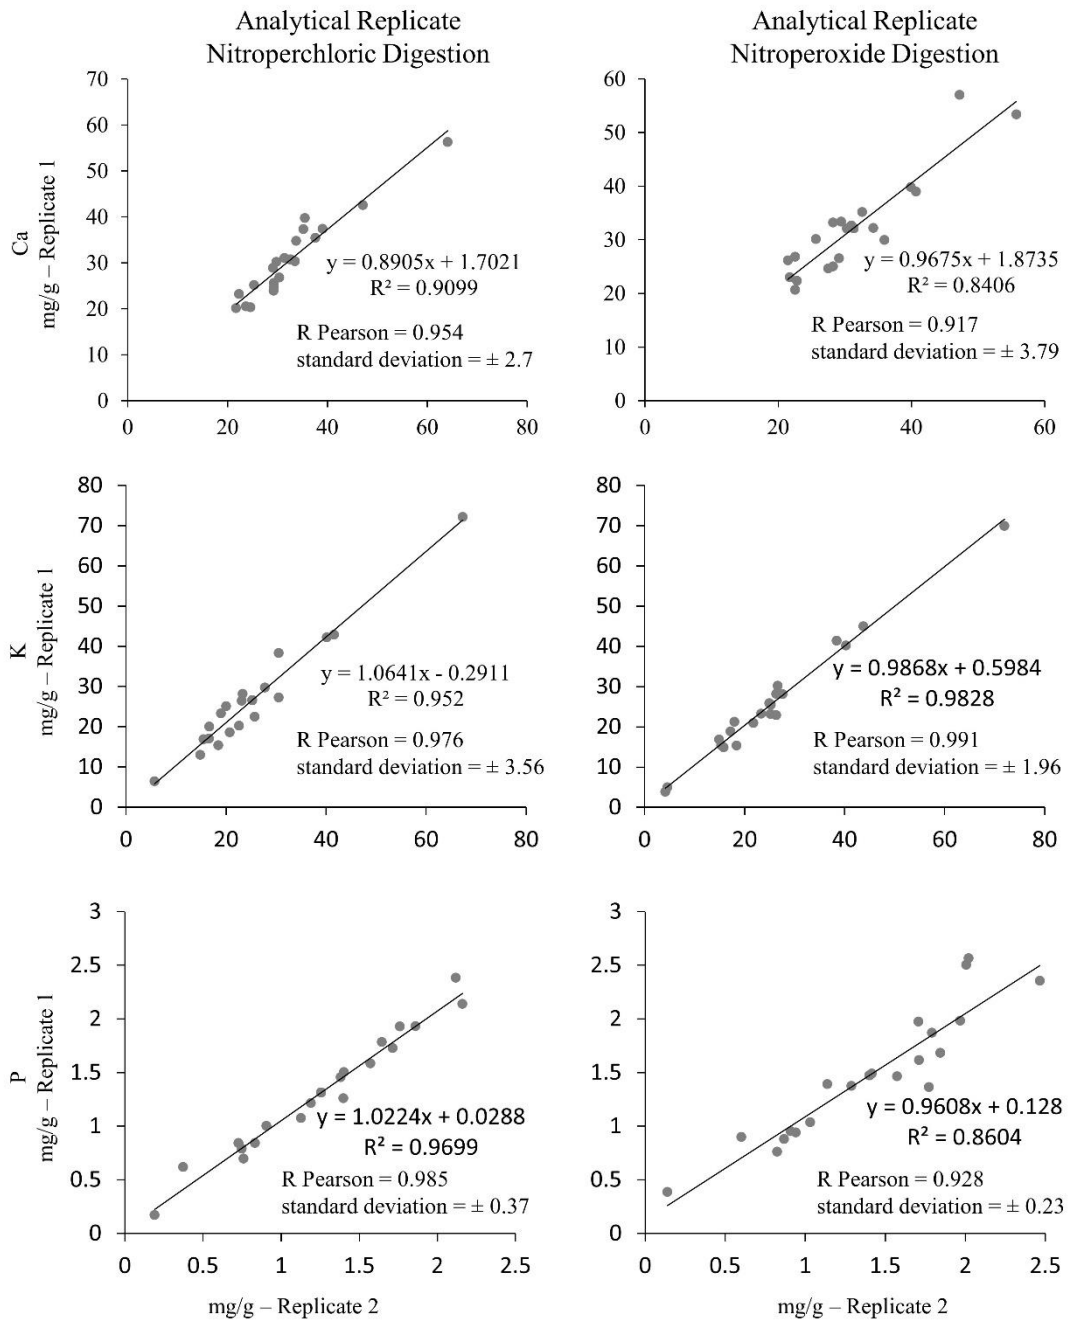 Analytical Replicate
Nitroperchloric Digestion
Analytical Replicate
Nitroperoxide Digestion
Ca
mg/g – Replicate 1
70
60
50
40
30
20
10
0
0 20 40 60 80
y = 0.8905x + 1.7021
R² = 0.9099
R Pearson = 0.954
standard deviation = ± 2.7
60
50
40
30
20
10
0
0 20 40 60
y = 0.9675x + 1.8735
R² = 0.8406
R Pearson = 0.917
standard deviation = ± 3.79
K
mg/g – Replicate 1
80
70
60
50
40
30
20
10
0
0 20 40 60 80
y = 1.0641x - 0.2911
R² = 0.952
R Pearson = 0.976
standard deviation = ± 3.56
80
70
60
50
40
30
20
10
0
0 20 40 60 80
y = 0.9868x + 0.5984
R² = 0.9828
R Pearson = 0.991
standard deviation = ± 1.96
P
mg/g – Replicate 1
3
2.5
2
1.5
1
0.5
0
0 0.5 1 1.5 2 2.5
y = 1.0224x + 0.0288
R² = 0.9699
R Pearson = 0.985
standard deviation = ± 0.37
mg/g – Replicate 2
3
2.5
2
1.5
1
0.5
0
0 0.5 1 1.5 2 2.5
y = 0.9608x + 0.128
R² = 0.8604
R Pearson = 0.928
standard deviation = ± 0.23
mg/g – Replicate 2